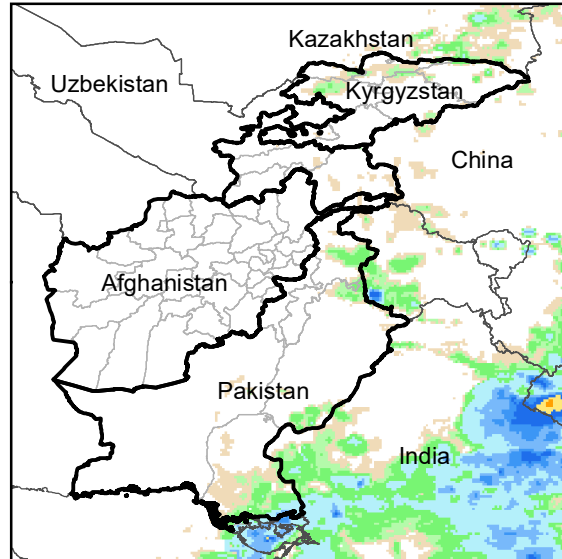 Kazakhstan
Uzbekistan
Kyrgyzstan
China
Afghanistan
Pakistan
India